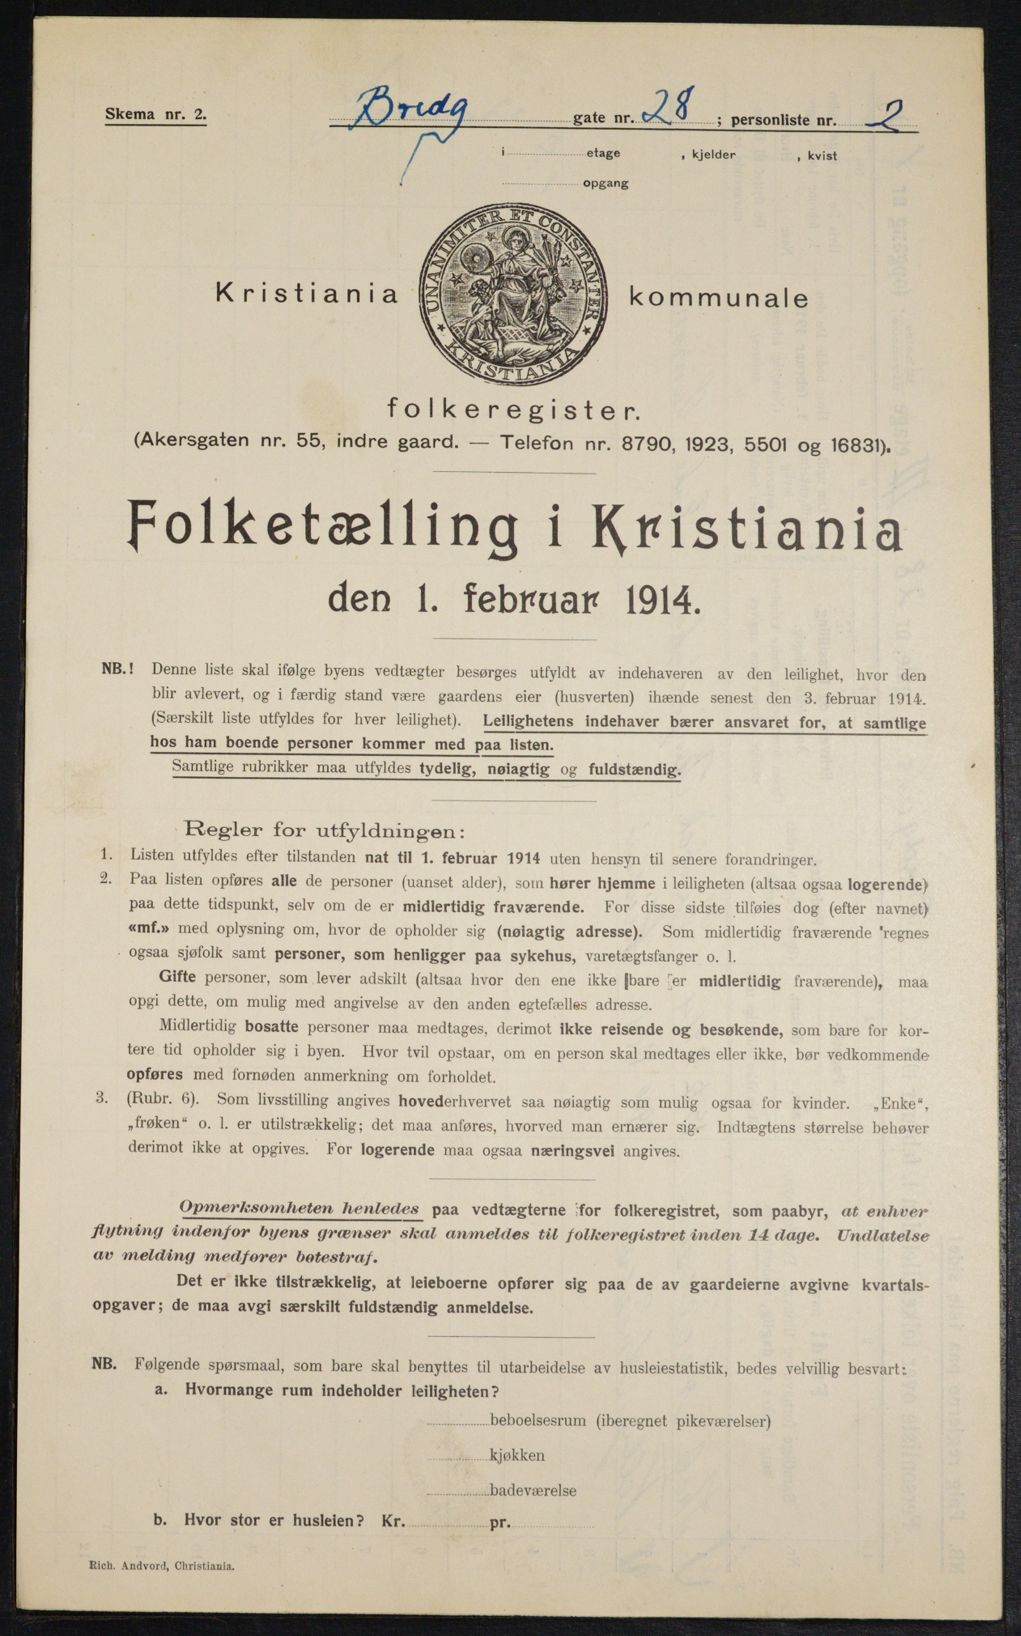 Skema nr. 2.
Bredg gate nr. 28 ; personliste nr. 2
i etage , kjelder , kvist
opgang
UNANIMITER ET CONSTANTER
KRISTIANIA
Kristiania kommunale
folkeregister.
(Akersgaten nr. 55, indre gaard. — Telefon nr. 8790, 1923, 5501 og 16831).
Folketælling i Kristiania
den 1. februar 1914.
NB.! Denne liste skal ifølge byens vedtægter besørges utfyldt av indehaveren av den leilighet, hvor den
blir avlevert, og i færdig stand være gaardens eier (husverten) ihænde senest den 3. februar 1914.
(Særskilt liste utfyldes for hver leilighet). Leilighetens indehaver bærer ansvaret for, at samtlige
hos ham boende personer kommer med paa listen.
Samtlige rubrikker maa utfyldes tydelig, nøiagtig og fuldstændig.
Regler for utfyldningen:
1. Listen utfyldes efter tilstanden nat til 1. februar 1914 uten hensyn til senere forandringer.
2. Paa listen opføres alle de personer (uanset alder), som hører hjemme i leiligheten (altsaa ogsaa logerende)
paa dette tidspunkt, selv om de er midlertidig fraværende. For disse sidste tilføies dog (efter navnet)
«mf.» med oplysning om, hvor de opholder sig (nøiagtig adresse). Som midlertidig fraværende regnes
ogsaa sjøfolk samt personer, som henligger paa sykehus, varetægtsfanger o. l.
Gifte personer, som lever adskilt (altsaa hvor den ene ikke bare er midlertidig fraværende), maa
opgi dette, om mulig med angivelse av den anden egtefælles adresse.
Midlertidig bosatte personer maa medtages, derimot ikke reisende og besøkende, som bare for kor-
tere tid opholder sig i byen. Hvor tvil opstaar, om en person skal medtages eller ikke, bør vedkommende
opføres med fornøden anmerkning om forholdet.
3. (Rubr. 6). Som livsstilling angives hovederhvervet saa nøiagtig som mulig ogsaa for kvinder. „Enke“,
„frøken“ o. l. er utilstrækkelig; det maa anføres, hvorved man ernærer sig. Indtægtens størrelse behøver
derimot ikke at opgives. For logerende maa ogsaa næringsvei angives.
Opmerksomheten henledes paa vedtægterne for folkeregistret, som paabyr, at enhver
flytning indenfor byens grænser skal anmeldes til folkeregistret inden 14 dage. Undlatelse
av melding medfører bøtestraf.
Det er ikke tilstrækkelig, at leieboerne opfører sig paa de av gaardeierne avgivne kvartals-
opgaver; de maa avgi særskilt fuldstændig anmeldelse.
NB. Følgende spørsmaal, som bare skal benyttes til utarbeidelse av husleiestatistik, bedes velvillig besvart:
a. Hvormange rum indeholder leiligheten?
beboelsesrum (iberegnet pikeværelser)
kjøkken
badeværelse
b. Hvor stor er husleien? Kr. pr.
Rich. Andvord, Christiania.